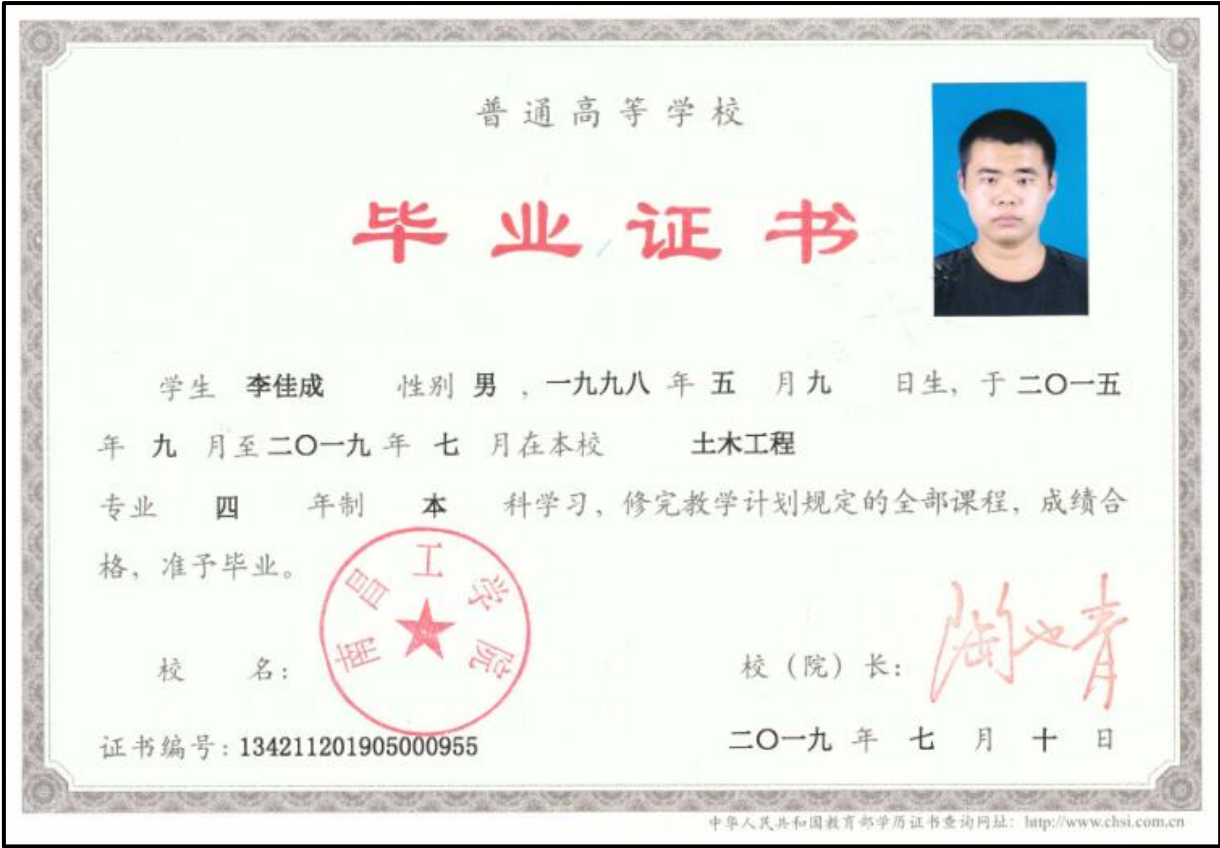 普通高等学校
毕业证书
学生 李佳成 性别 男 ，一九九八 年 五 月九 日生，于 二〇一五
年 九 月至 二〇一九 年 七 月在本校 土木工程
专业 四 年制 本 科学习，修完教学计划规定的全部课程，成绩合
格，准予毕业。
南昌工学院
校 名： 校（院）长：
证书编号：134211201905000955 二〇一九 年 七 月 十 日
中华人民共和国教育部学历证书查询网址：http://www.chsi.com.cn